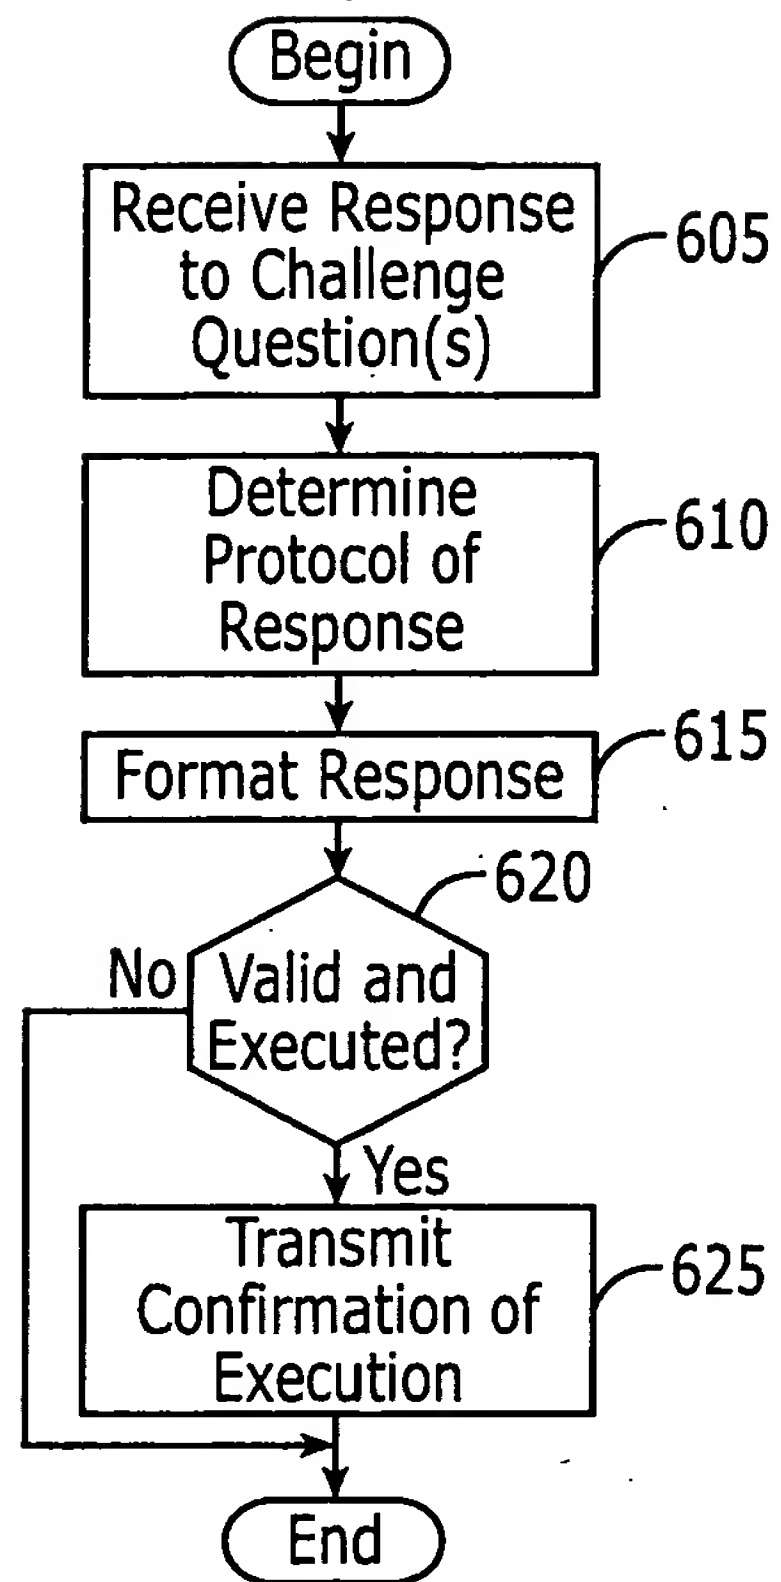 Begin
Receive Response
to Challenge
Question(s)
605
Determine
Protocol of
Response
610
Format Response
615
620
No
Valid and
Executed?
Yes
Transmit
Confirmation of
Execution
625
End